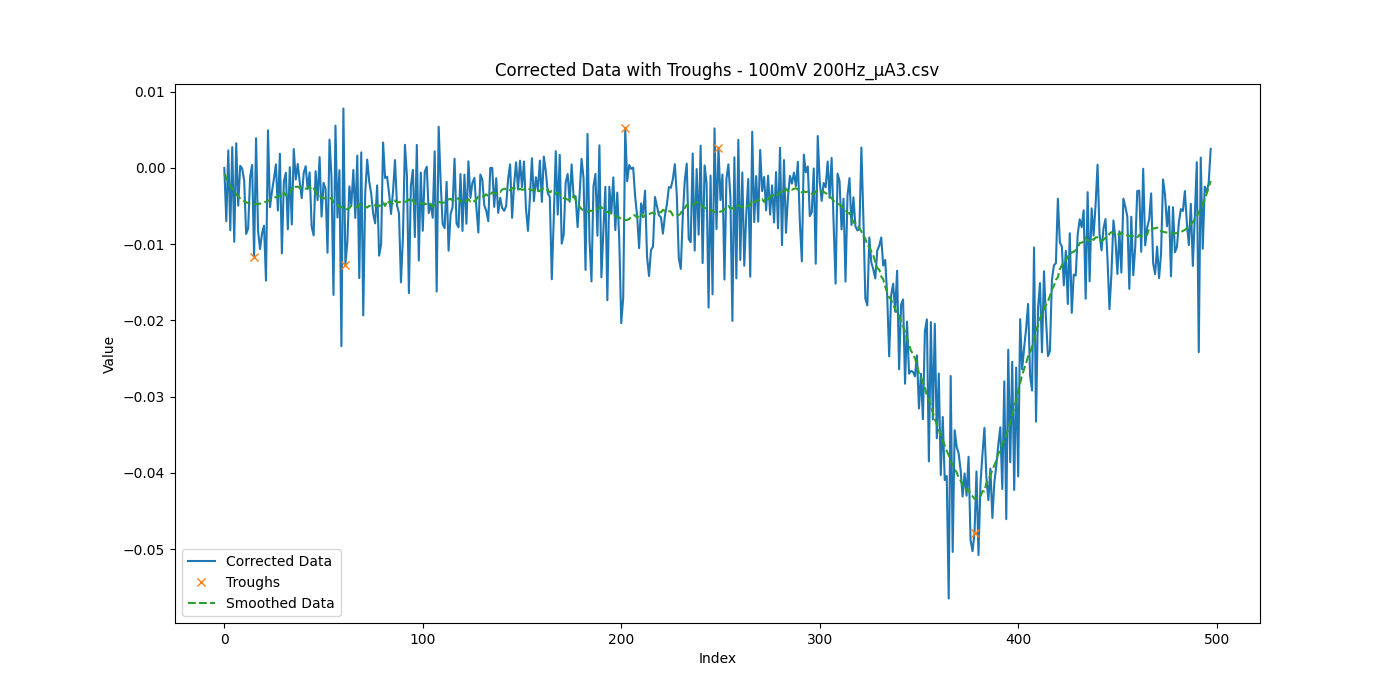 Corrected Data with Troughs - 100mV 200Hz_µA3.csv
0.01
0.00
−0.01
−0.02
−0.03
−0.04
−0.05
Value
Corrected Data
Troughs
Smoothed Data
0 100 200 300 400 500
Index